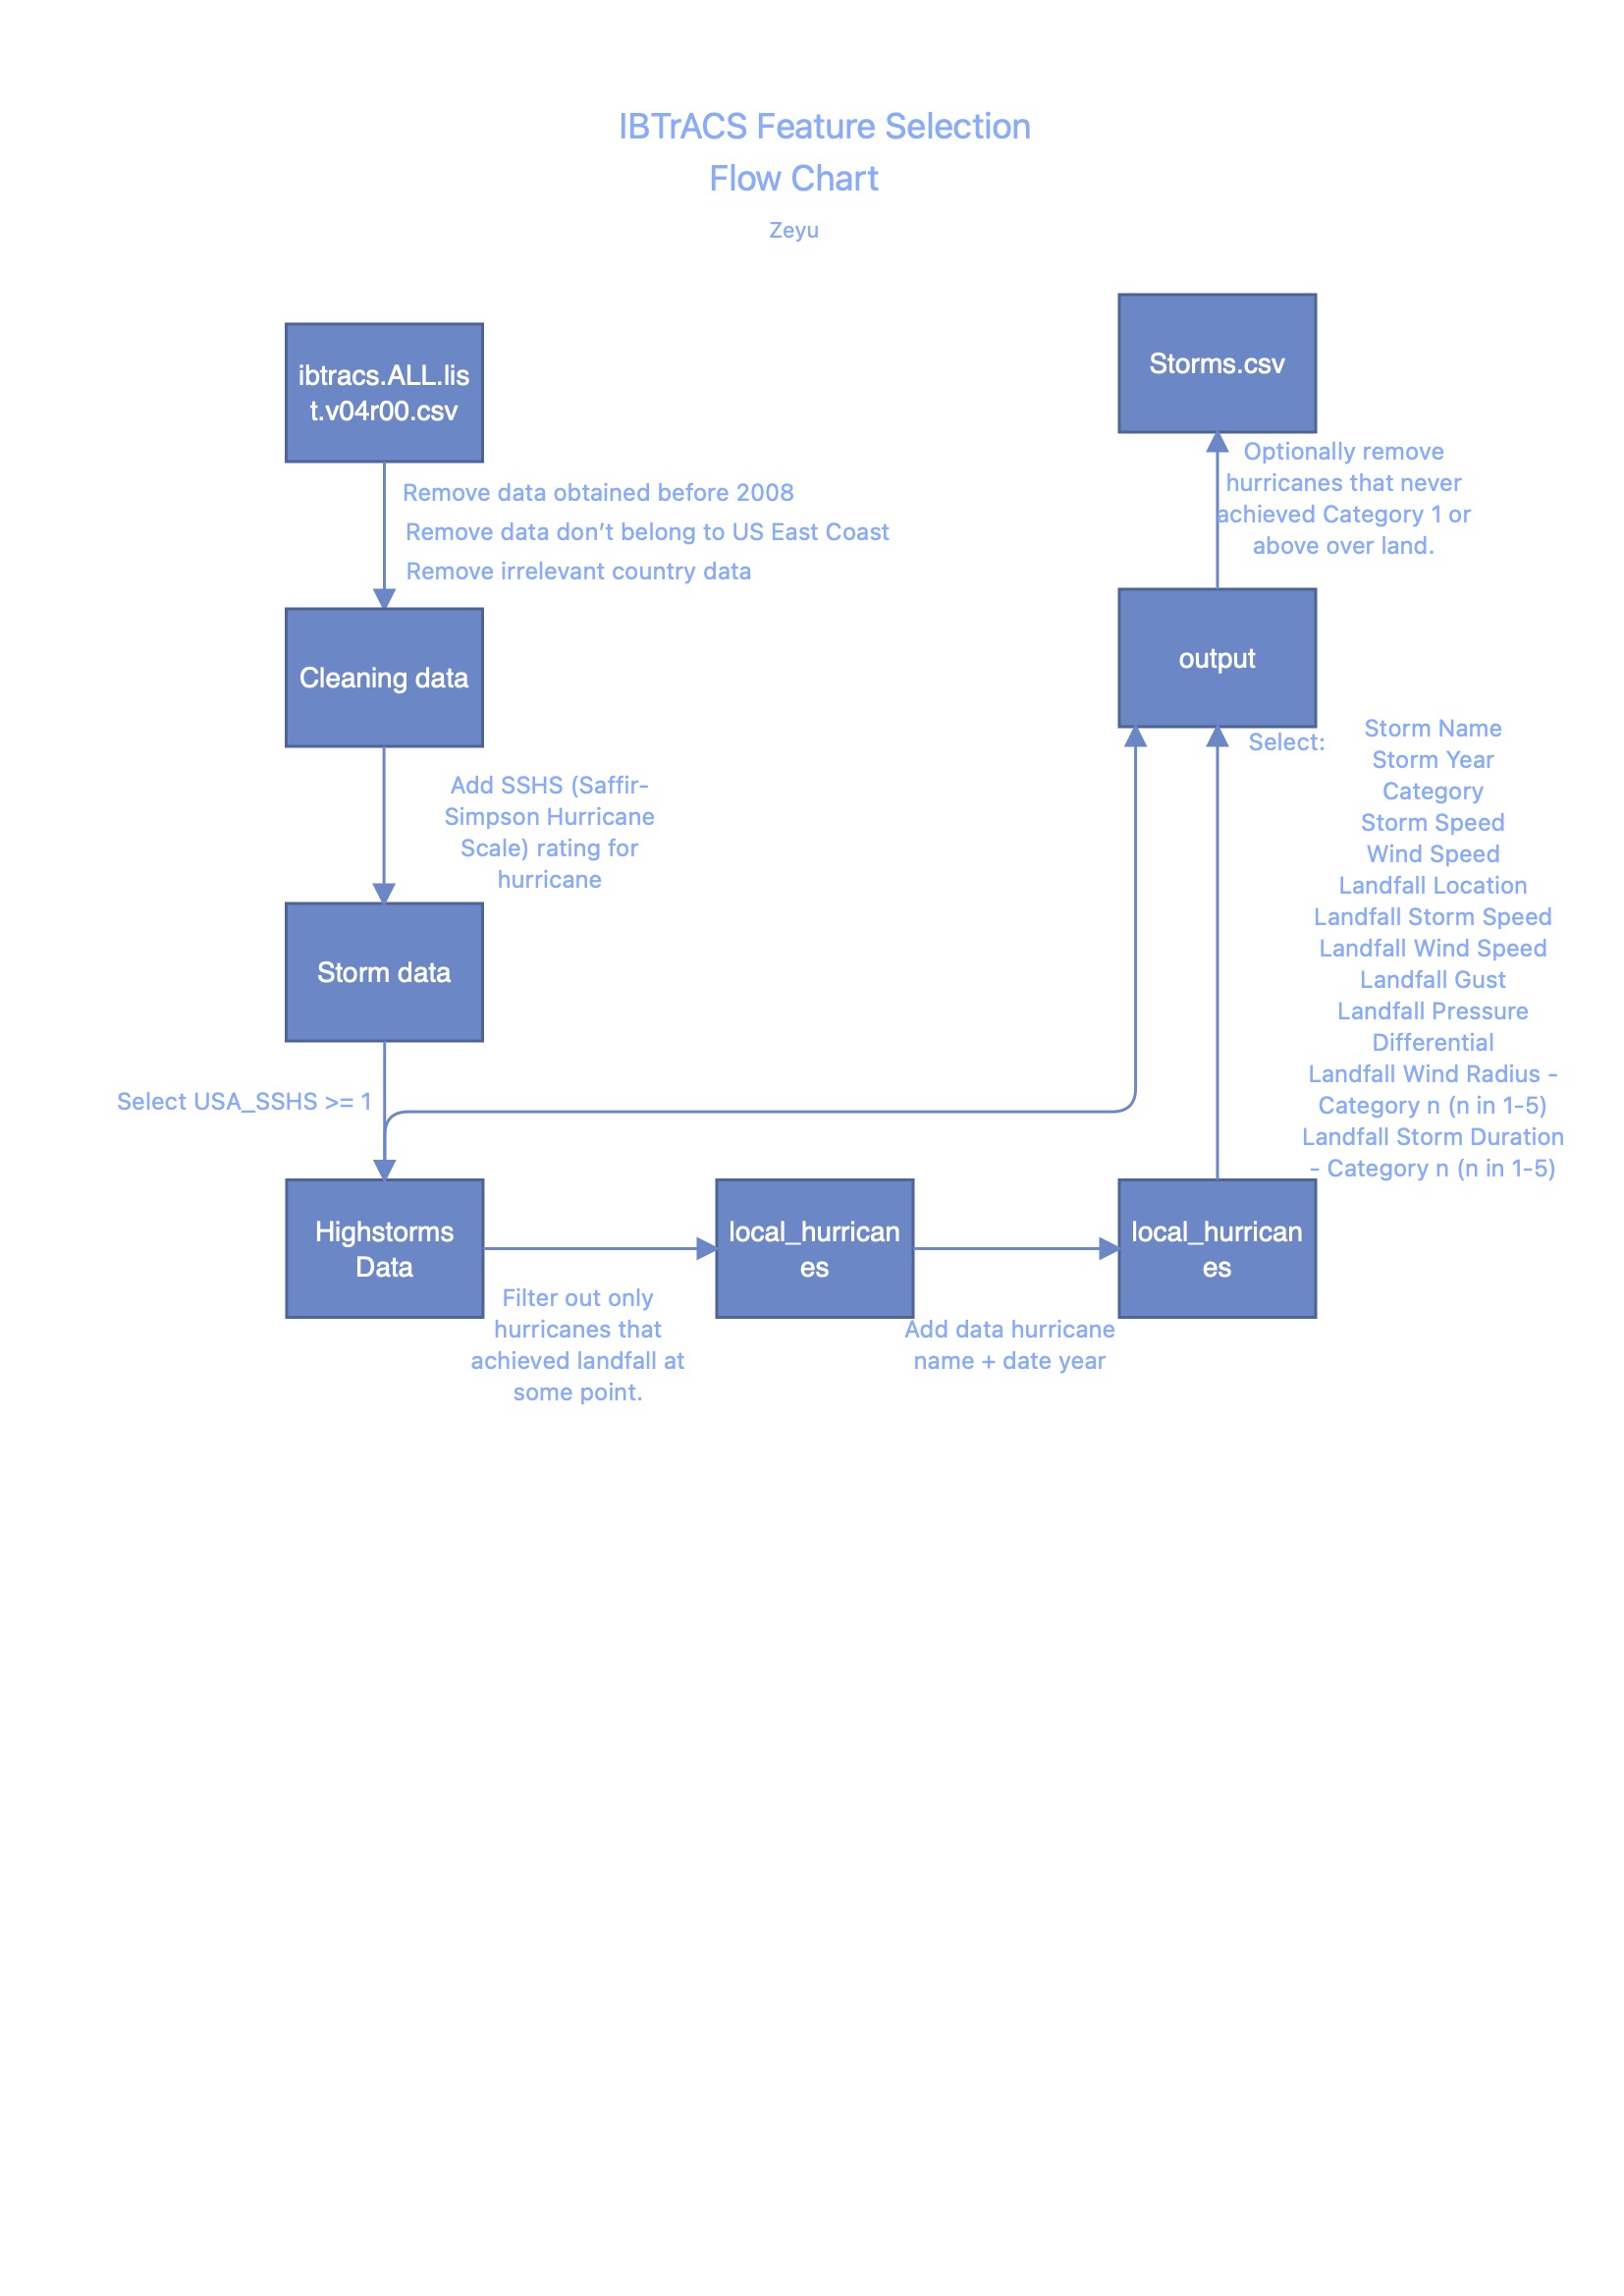 IBTrACS Feature Selection
Flow Chart
Zeyu
ibtracs.ALL.lis
t.v04r00.csv
Remove data obtained before 2008
Remove data don’t belong to US East Coast
Remove irrelevant country data
Cleaning data
Add SSHS (Saffir-
Simpson Hurricane
Scale) rating for
hurricane
Storm data
Select USA_SSHS >= 1
Highstorms
Data
Filter out only
hurricanes that
achieved landfall at
some point.
local_hurrican
es
Add data hurricane
name + date year
local_hurrican
es
Select:
Storm Name
Storm Year
Category
Storm Speed
Wind Speed
Landfall Location
Landfall Storm Speed
Landfall Wind Speed
Landfall Gust
Landfall Pressure
Differential
Landfall Wind Radius -
Category n (n in 1-5)
Landfall Storm Duration
- Category n (n in 1-5)
output
Optionally remove
hurricanes that never
achieved Category 1 or
above over land.
Storms.csv